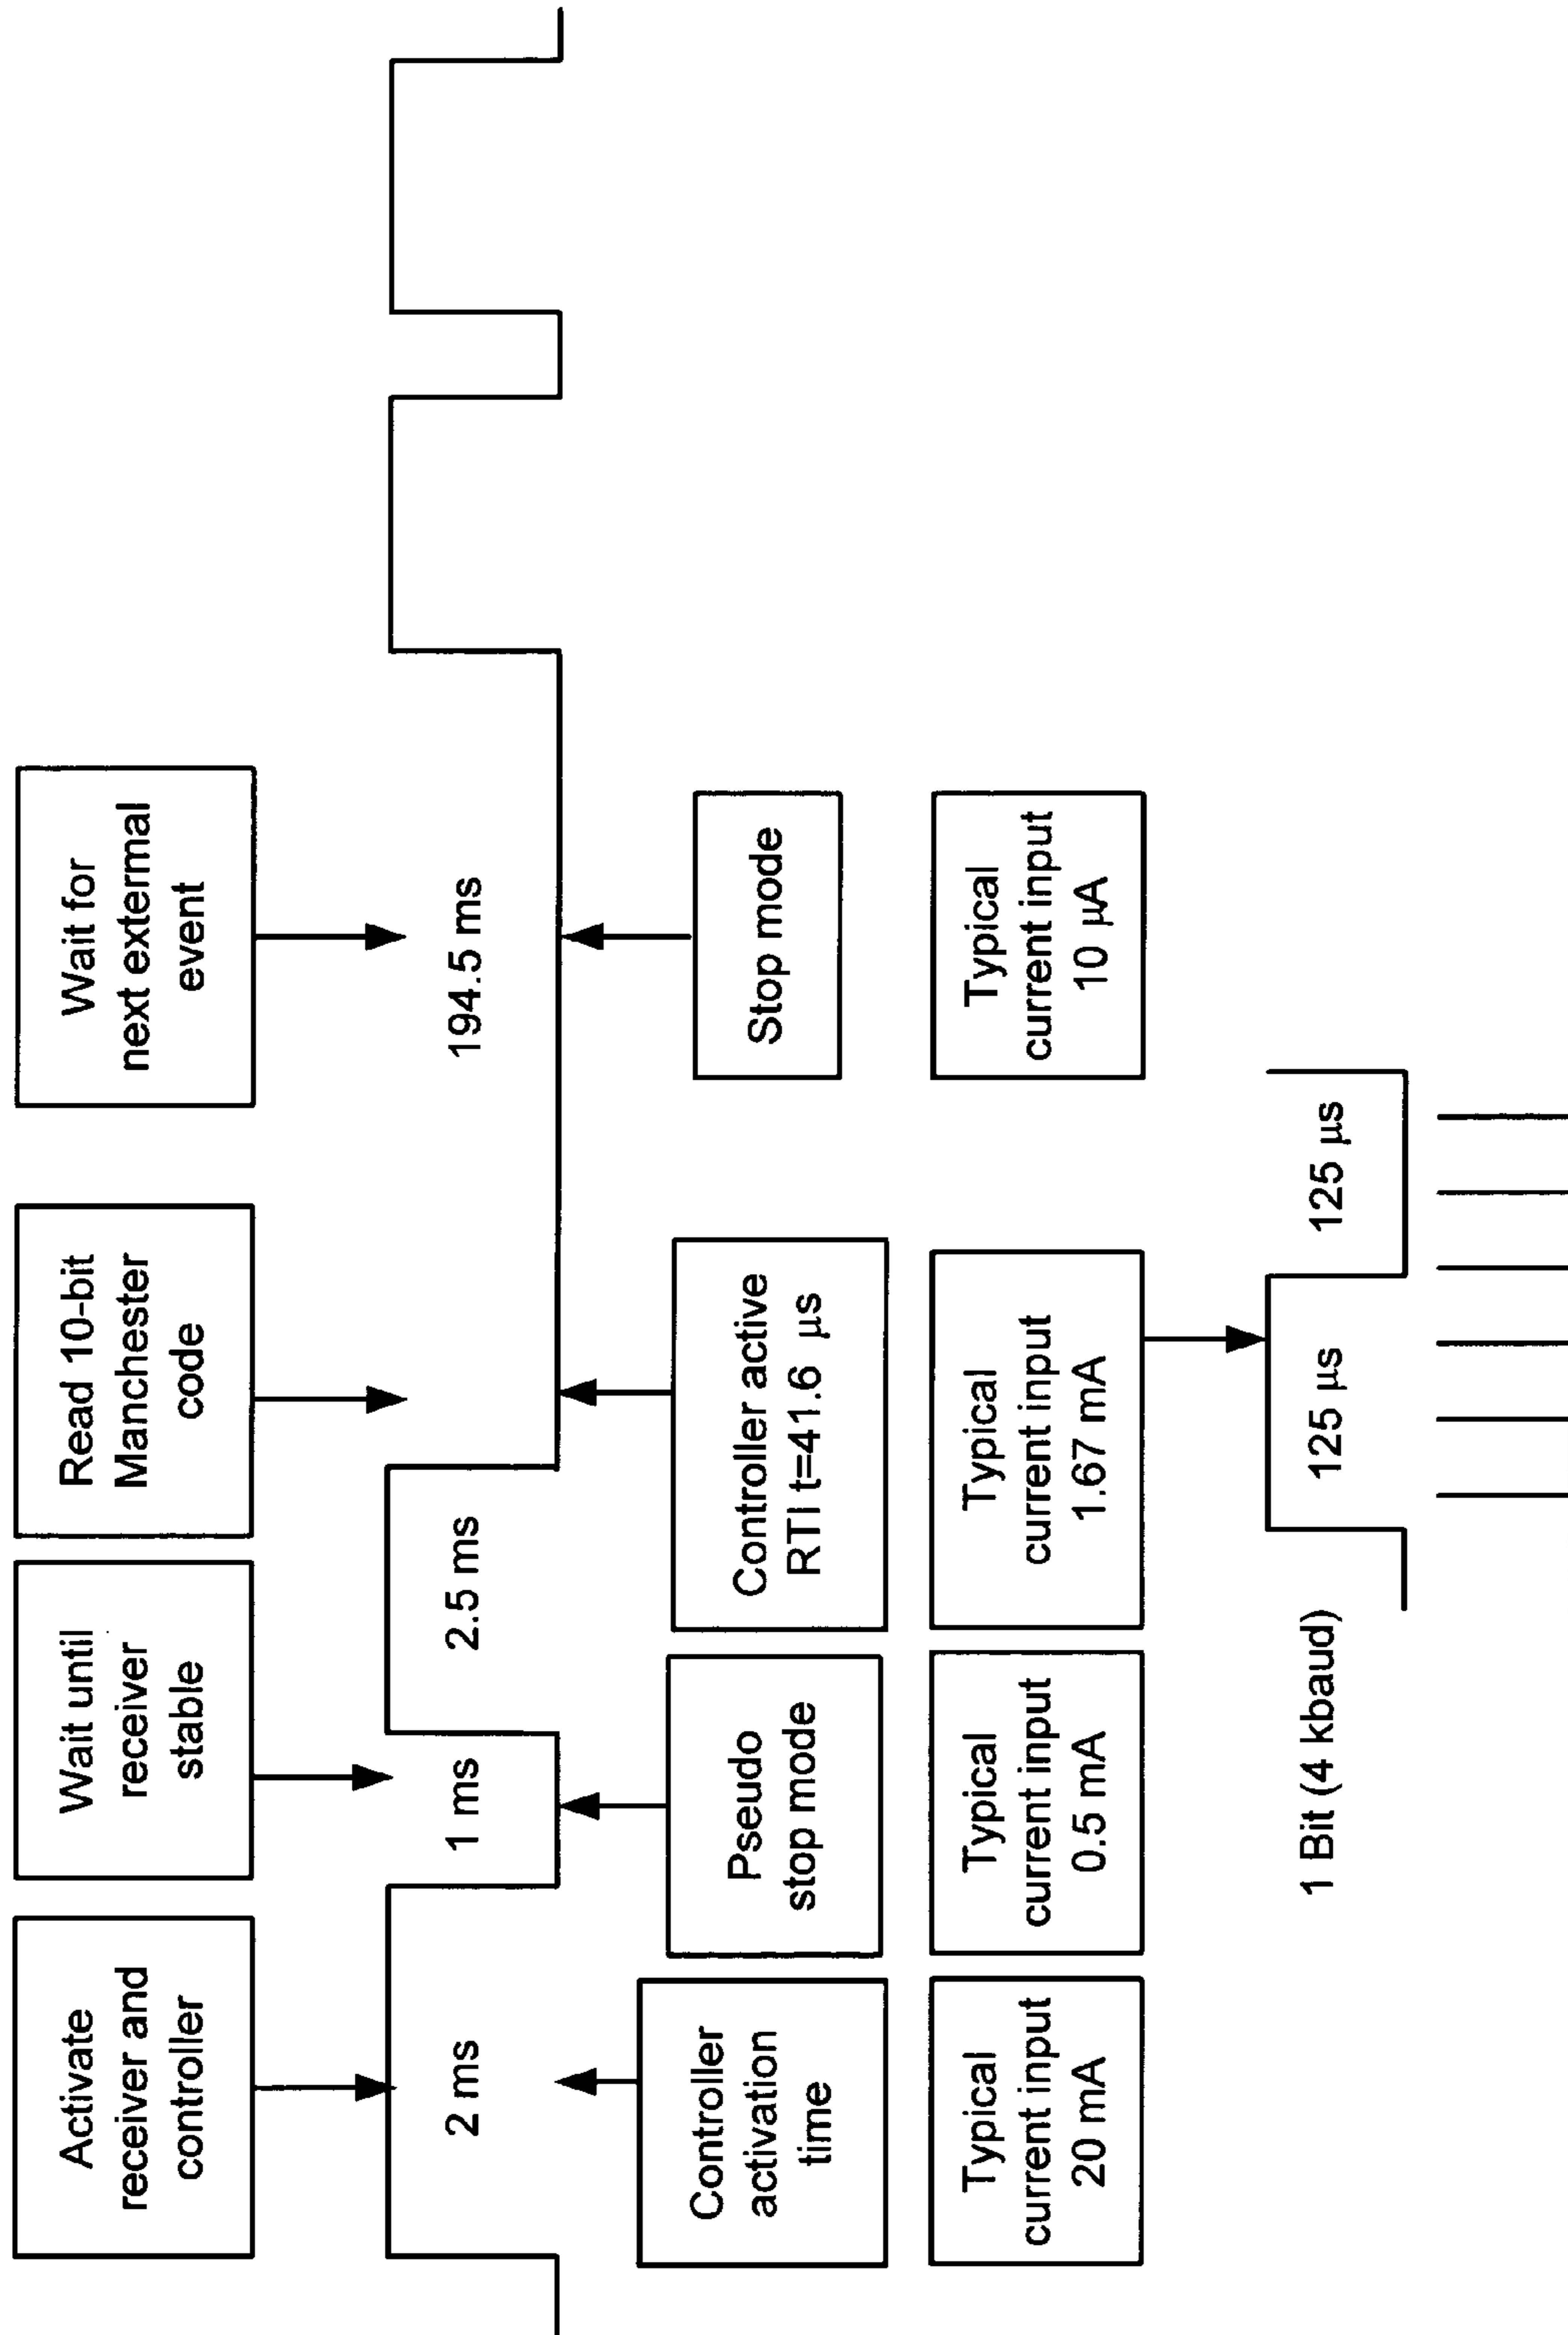 Activate
receiver and
controller
Wait until
receiver
stable
Read 10-bit
Manchester
code
Wait for
next external
event
2 ms
1 ms
2.5 ms
194.5 ms
Controller
activation
time
Pseudo
stop mode
Controller active
RTI t=41.6 µs
Stop mode
Typical
current input
20 mA
Typical
current input
0.5 mA
Typical
current input
1.67 mA
Typical
current input
10 µA
1 Bit (4 kbaud)
125 µs
125 µs